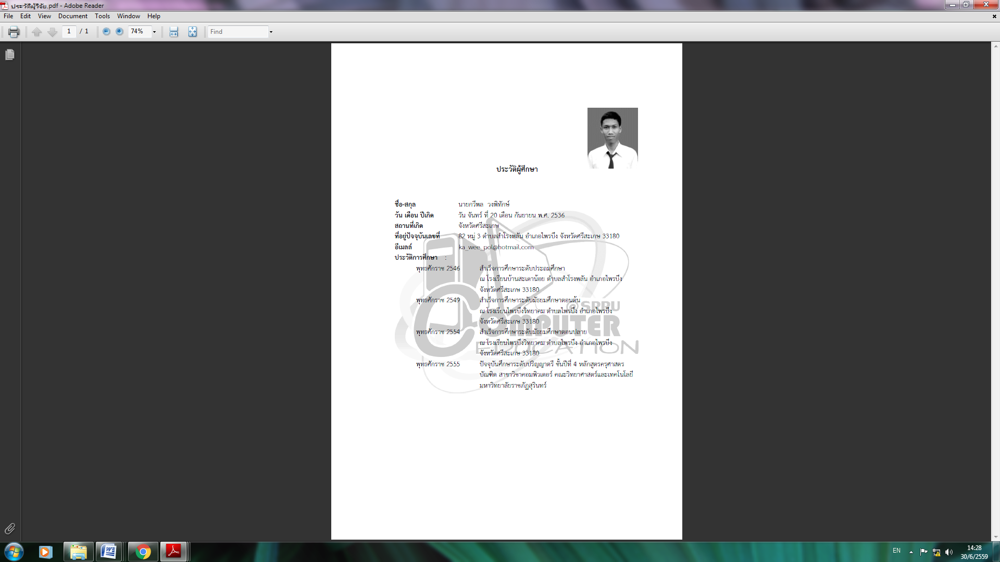 ประวัติผู้วิจัย.pdf - Adobe Reader
File Edit View Document Tools Window Help
1 / 1 74% Find
ประวัติผู้ศึกษา
ชื่อ-สกุล นายกวีพล วงพิทักษ์
วัน เดือน ปีเกิด วัน จันทร์ ที่ 20 เดือน กันยายน พ.ศ. 2536
สถานที่เกิด จังหวัดศรีสะเกษ
ที่อยู่ปัจจุบันเลขที่ 82 หมู่ 3 ตำบลสำโรงพลัน อำเภอไพรบึง จังหวัดศรีสะเกษ 33180
อีเมลล์ ka_wee_pol@hotmail.com
ประวัติการศึกษา :
พุทธศักราช 2546 สำเร็จการศึกษาระดับประถมศึกษา
ณ โรงเรียนบ้านสะเดาน้อย ตำบลสำโรงพลัน อำเภอไพรบึง
จังหวัดศรีสะเกษ 33180
พุทธศักราช 2549 สำเร็จการศึกษาระดับมัธยมศึกษาตอนต้น
@SRRU
ณ โรงเรียนไพรบึงวิทยาคม ตำบลไพรบึง อำเภอไพรบึง
จังหวัดศรีสะเกษ 33180
COMPUTER
พุทธศักราช 2554 สำเร็จการศึกษาระดับมัธยมศึกษาตอนปลาย
ณ โรงเรียนไพรบึงวิทยาคม ตำบลไพรบึง อำเภอไพรบึง
EDUCATION
จังหวัดศรีสะเกษ 33180
พุทธศักราช 2555 ปัจจุบันศึกษาระดับปริญญาตรี ชั้นปีที่ 4 หลักสูตรครุศาสตร
บัณฑิต สาขาวิชาคอมพิวเตอร์ คณะวิทยาศาสตร์และเทคโนโลยี
มหาวิทยาลัยราชภัฏสุรินทร์
EN 14:28
30/6/2559